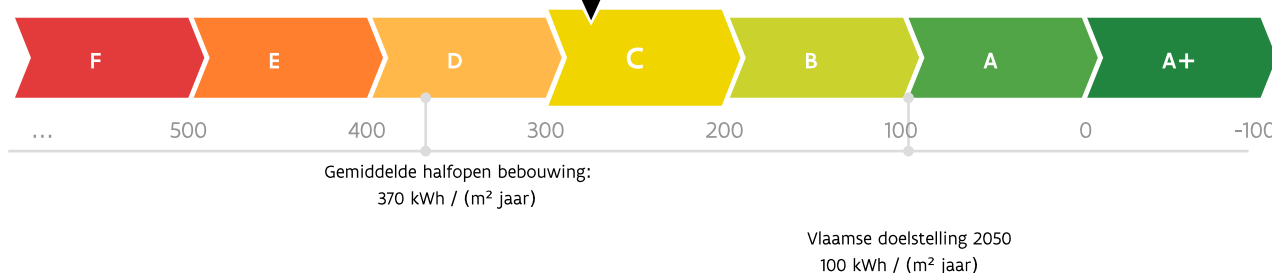 F E D C B A A+
... 500 400 300 200 100 0 -100
Gemiddelde halfopen bebouwing:
370 kWh / (m² jaar)
Vlaamse doelstelling 2050
100 kWh / (m² jaar)